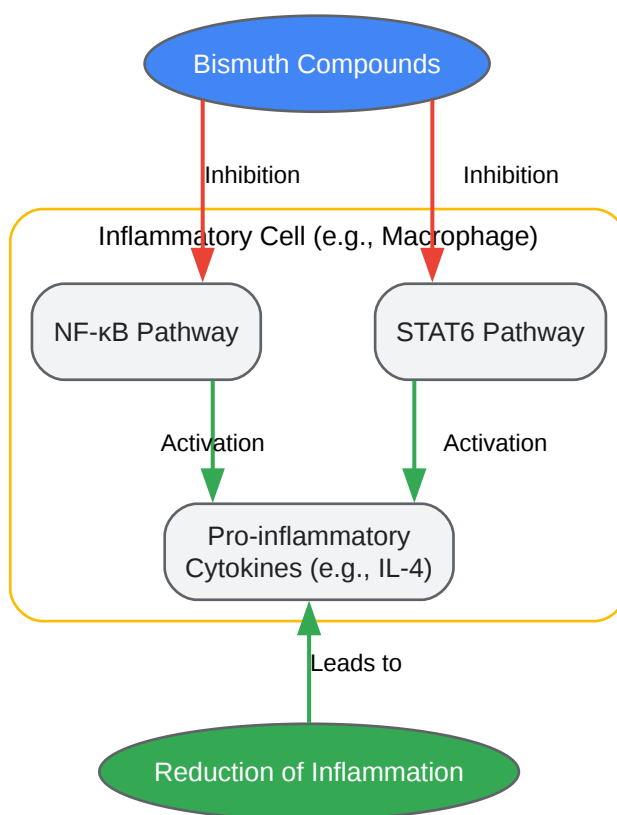 Bismuth Compounds
Inhibition
Inhibition
Inflammatory Cell (e.g., Macrophage)
NF-κB Pathway
STAT6 Pathway
Activation
Activation
Pro-inflammatory
Cytokines (e.g., IL-4)
Leads to
Reduction of Inflammation